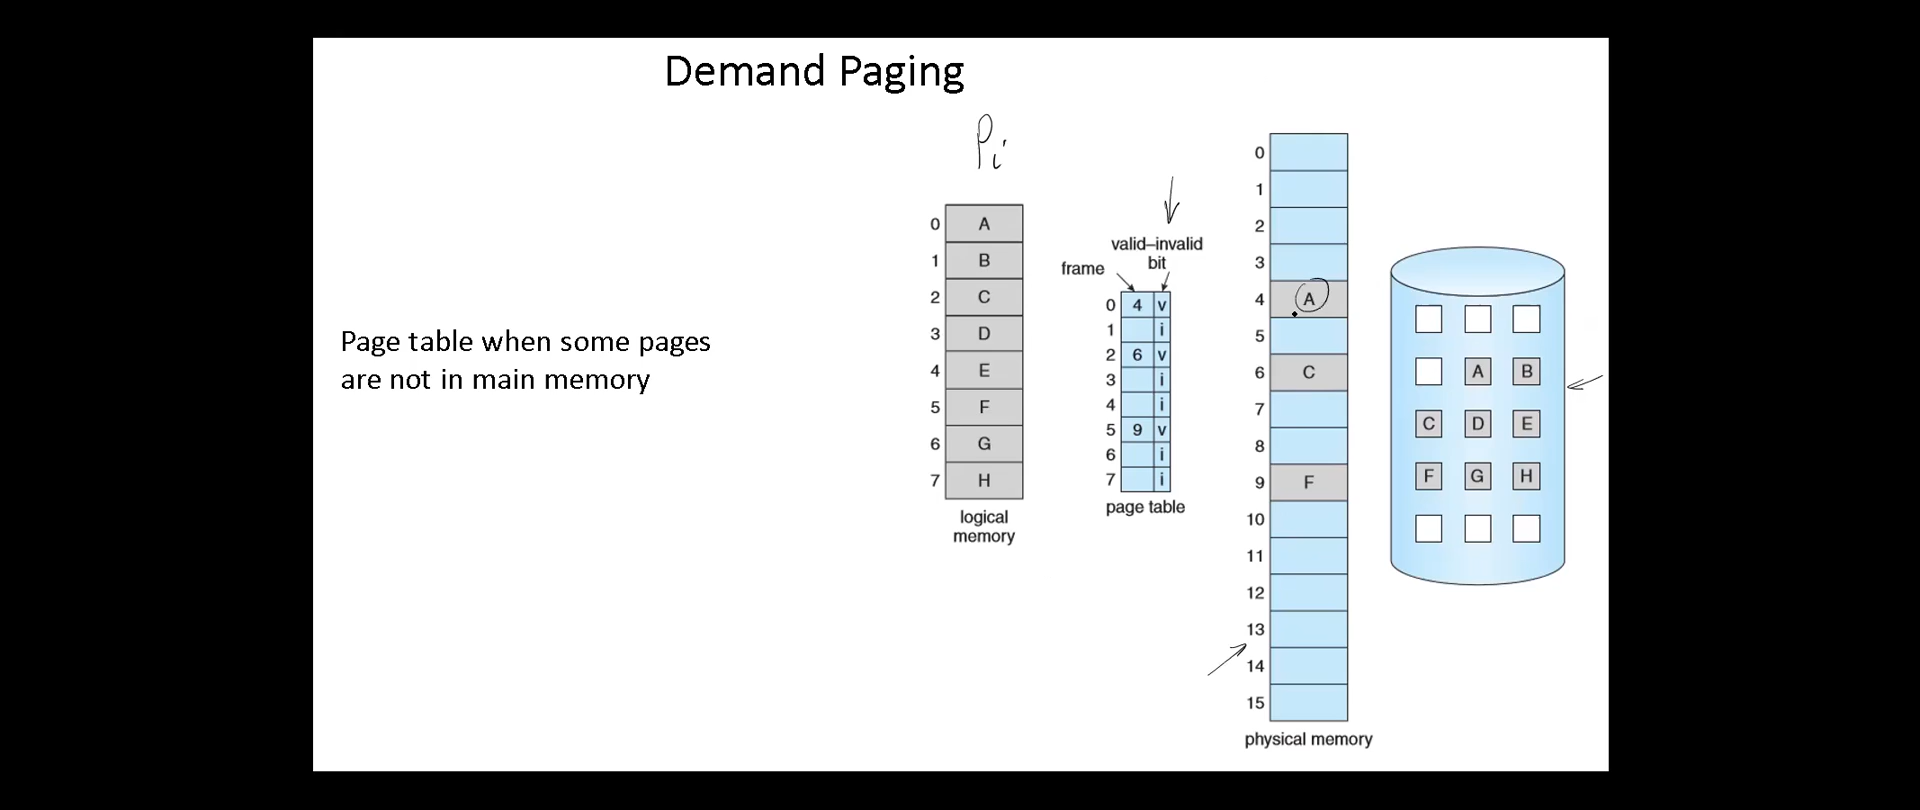 Demand Paging
Pi
Page table when some pages
are not in main memory
0 A
1 B
2 C
3 D
4 E
5 F
6 G
7 H
logical
memory
frame
valid–invalid
bit
0 4 v
1 i
2 6 v
3 i
4 i
5 9 v
6 i
7 i
page table
0
1
2
3
4 A
5
6 C
7
8
9 F
10
11
12
13
14
15
physical memory
A B
C D E
F G H